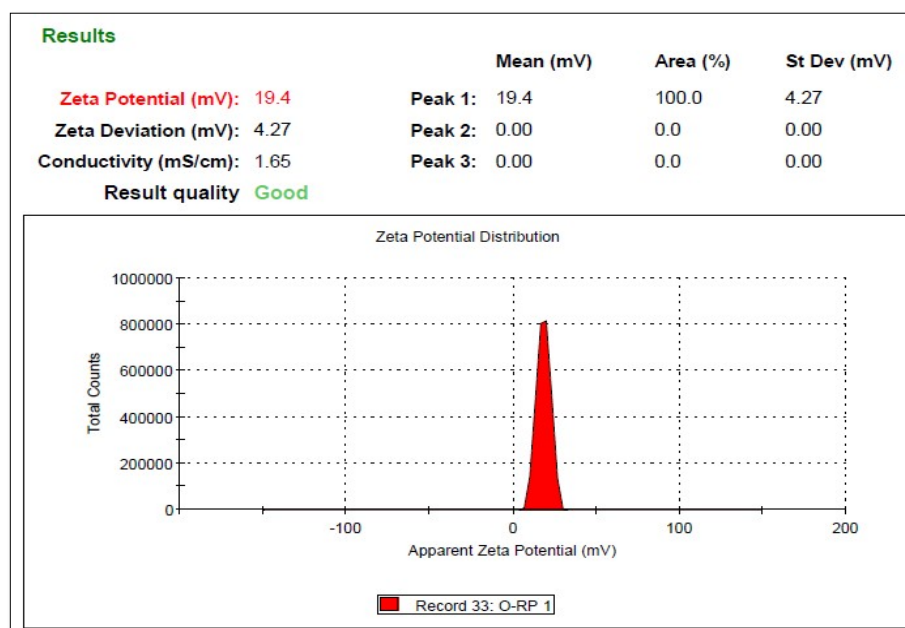 Results
Mean (mV) Area (%) St Dev (mV)
Zeta Potential (mV): 19.4 Peak 1: 19.4 100.0 4.27
Zeta Deviation (mV): 4.27 Peak 2: 0.00 0.0 0.00
Conductivity (mS/cm): 1.65 Peak 3: 0.00 0.0 0.00
Result quality Good
Zeta Potential Distribution
1000000
800000
600000
400000
200000
0
Total Counts
-100 0 100 200
Apparent Zeta Potential (mV)
Record 33: O-RP 1